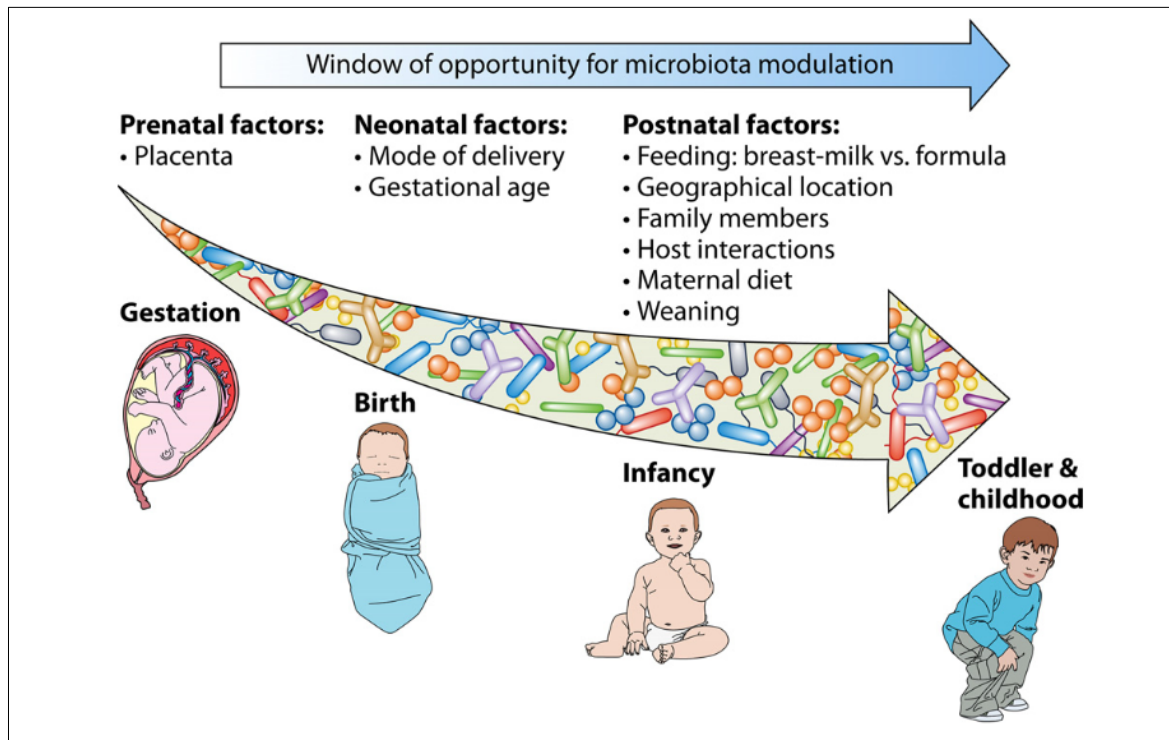 Window of opportunity for microbiota modulation
Prenatal factors:
• Placenta
Neonatal factors:
• Mode of delivery
• Gestational age
Postnatal factors:
• Feeding: breast-milk vs. formula
• Geographical location
• Family members
• Host interactions
• Maternal diet
• Weaning
Gestation
Birth
Infancy
Toddler &
childhood